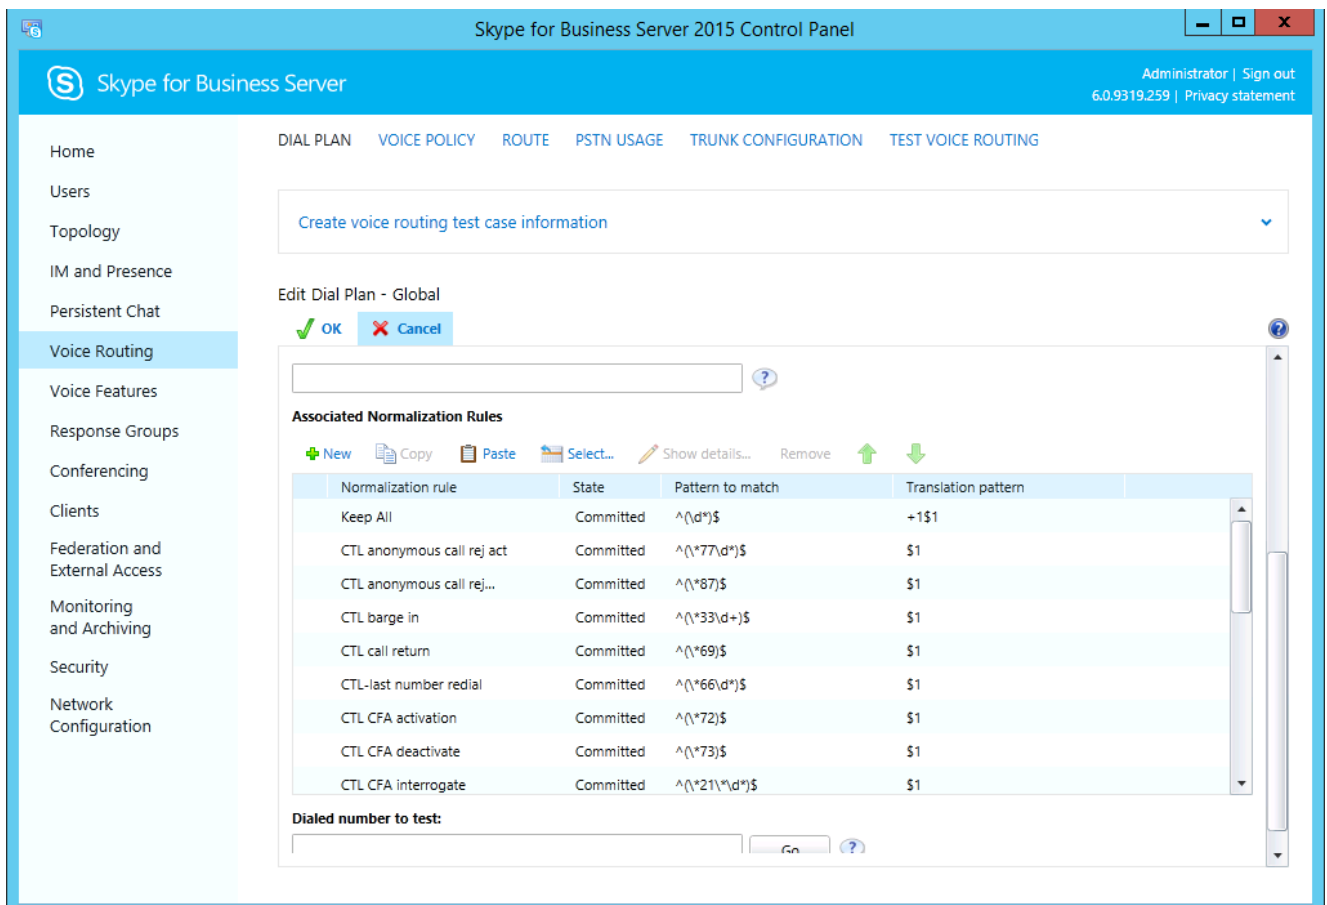 Skype for Business Server 2015 Control Panel
Skype for Business Server
Administrator | Sign out
6.0.9319.259 | Privacy statement
Home
Users
Topology
IM and Presence
Persistent Chat
Voice Routing
Voice Features
Response Groups
Conferencing
Clients
Federation and
External Access
Monitoring
and Archiving
Security
Network
Configuration
DIAL PLAN VOICE POLICY ROUTE PSTN USAGE TRUNK CONFIGURATION TEST VOICE ROUTING
Create voice routing test case information
Edit Dial Plan - Global
OK Cancel
Associated Normalization Rules
New Copy Paste Select... Show details... Remove
Normalization rule State Pattern to match Translation pattern
Keep All Committed ^(\d*)$ +1$1
CTL anonymous call rej act Committed ^(\*77\d*)$ $1
CTL anonymous call rej... Committed ^(\*87)$ $1
CTL barge in Committed ^(\*33\d+)$ $1
CTL call return Committed ^(\*69)$ $1
CTL-last number redial Committed ^(\*66\d*)$ $1
CTL CFA activation Committed ^(\*72)$ $1
CTL CFA deactivate Committed ^(\*73)$ $1
CTL CFA interrogate Committed ^(\*21\*\d*)$ $1
Dialed number to test:
Go